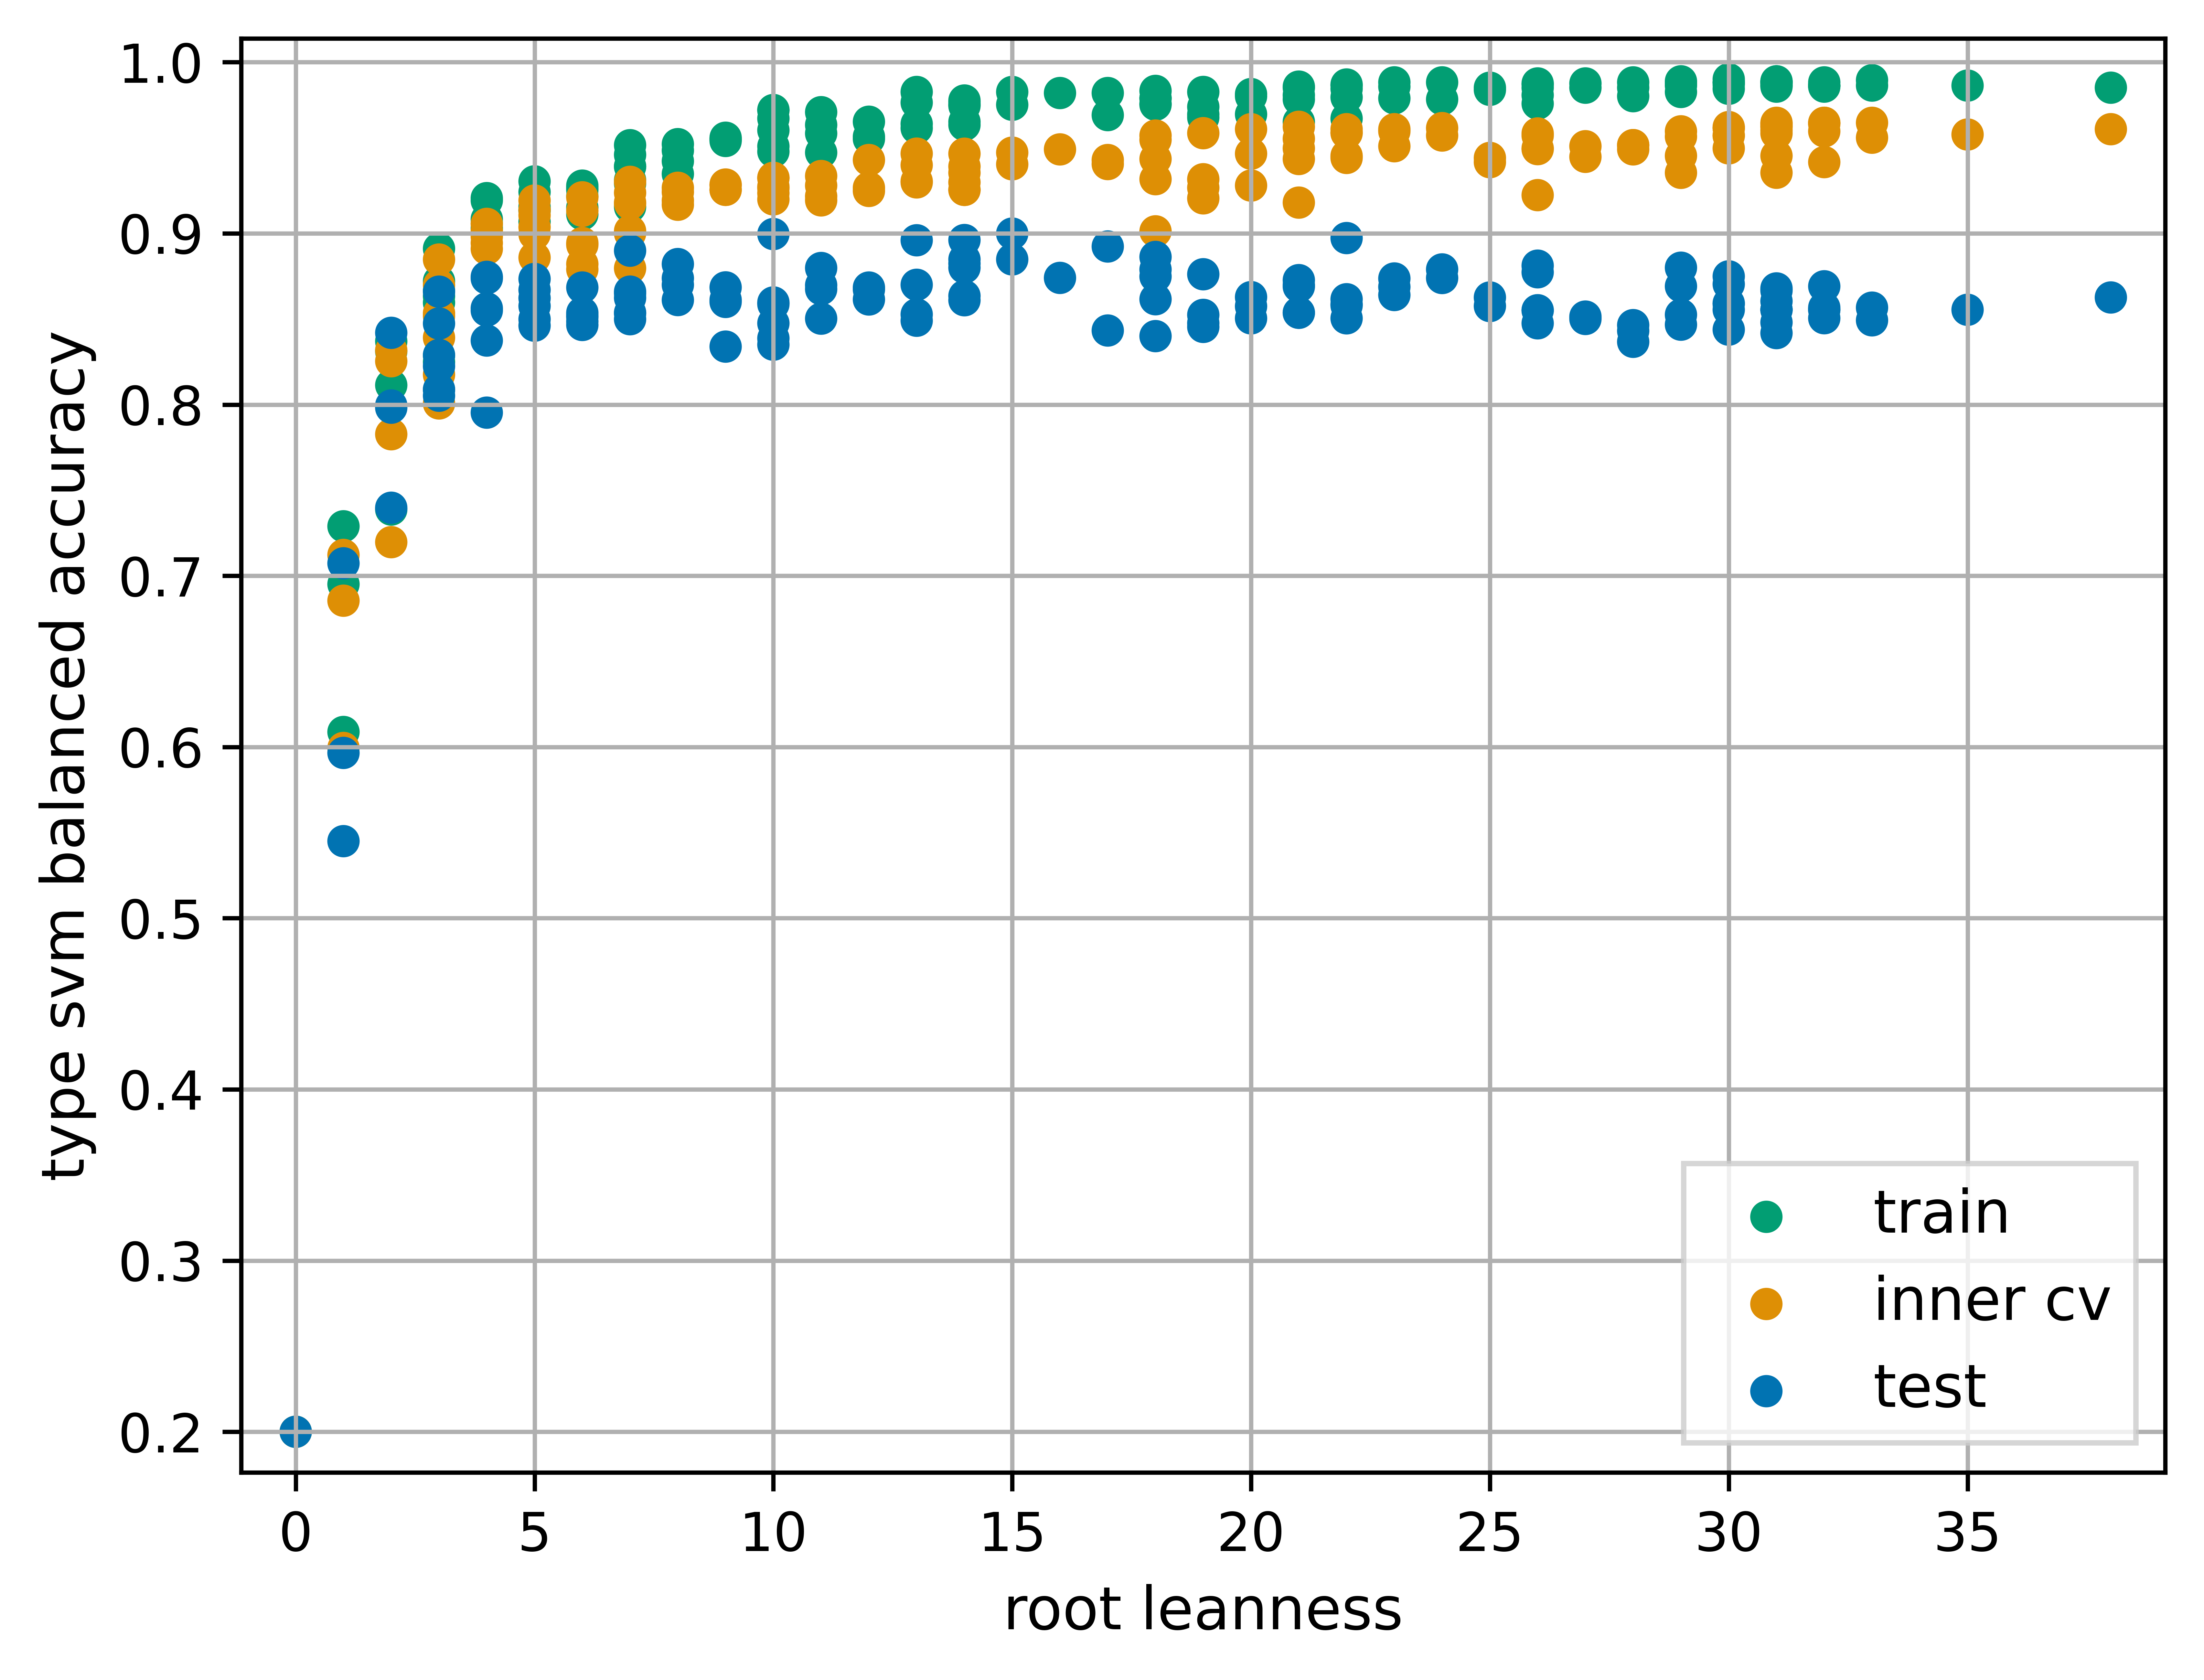 type svm balanced accuracy
1.0
0.9
0.8
0.7
0.6
0.5
0.4
0.3
0.2
train
inner cv
test
0 5 10 15 20 25 30 35
root leanness